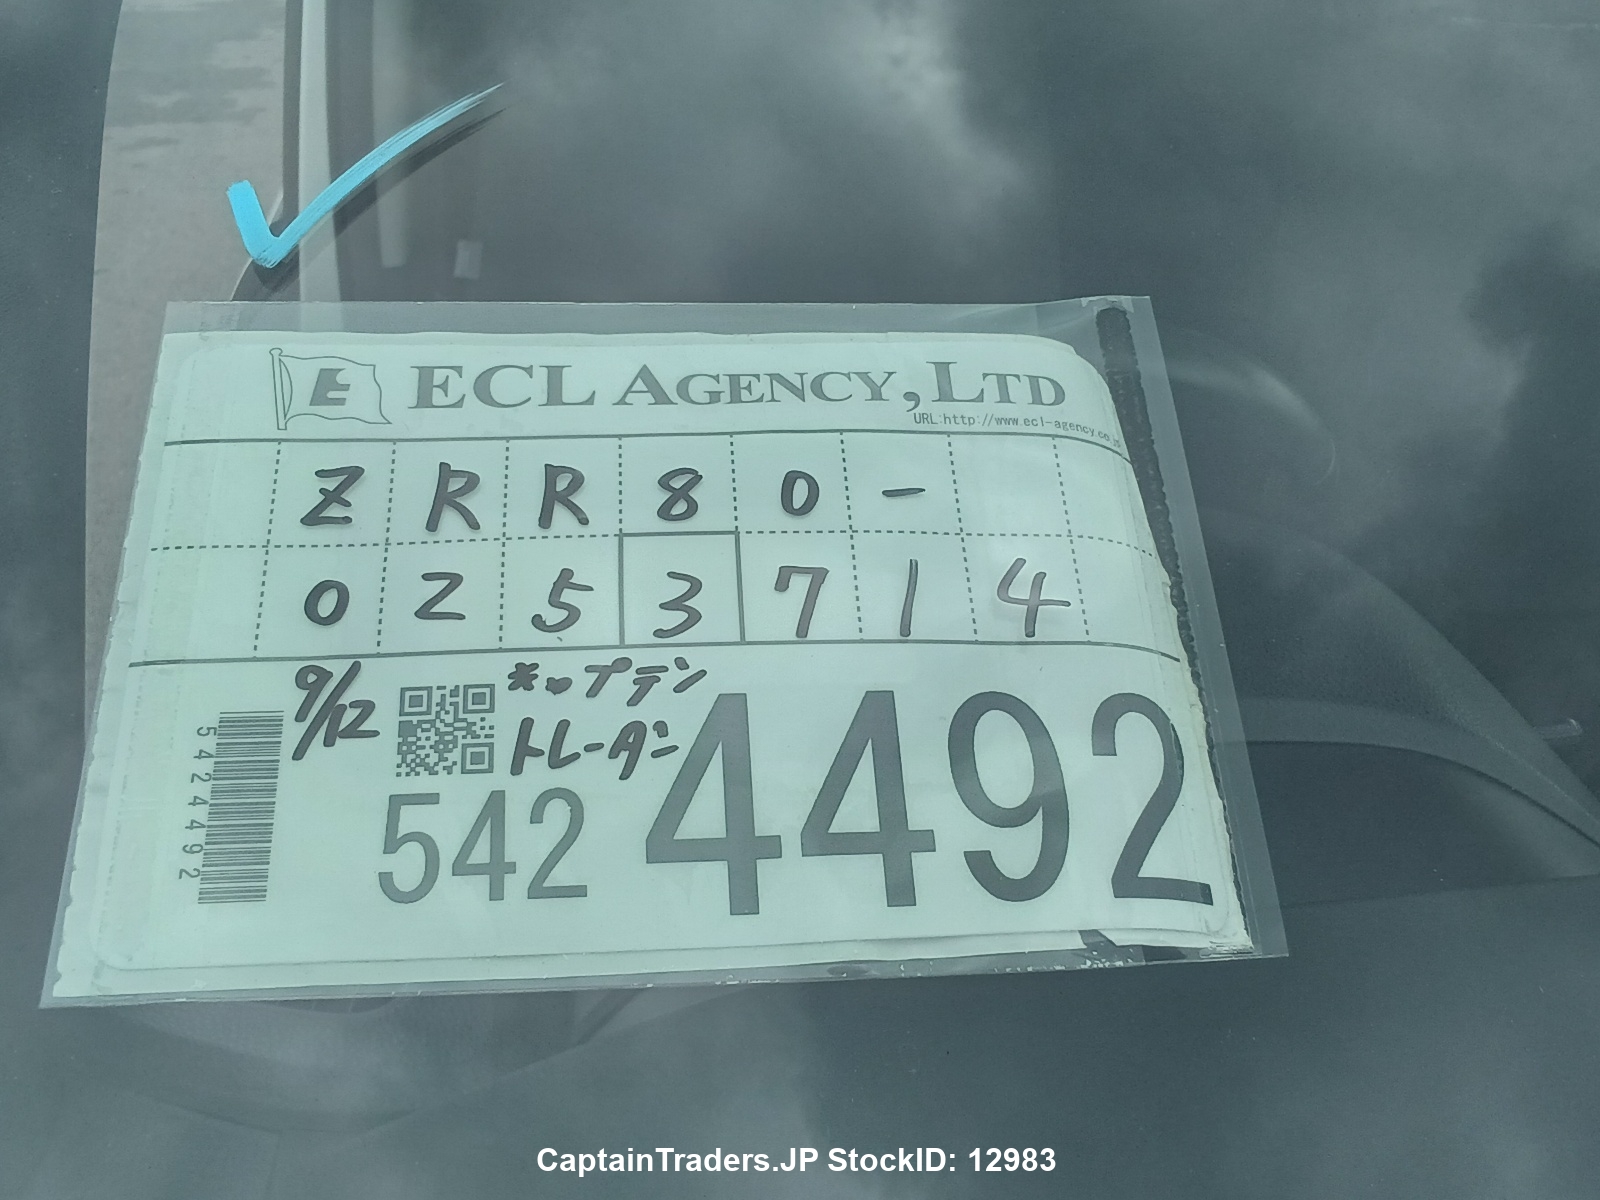 E ECL AGENCY, LTD
URL:http://www.ecl-agency.co.jp
ZRR80-
0253714
9/12
キャプテン
トレーダー
5424492
542 4492
CaptainTraders.JP StockID: 12983